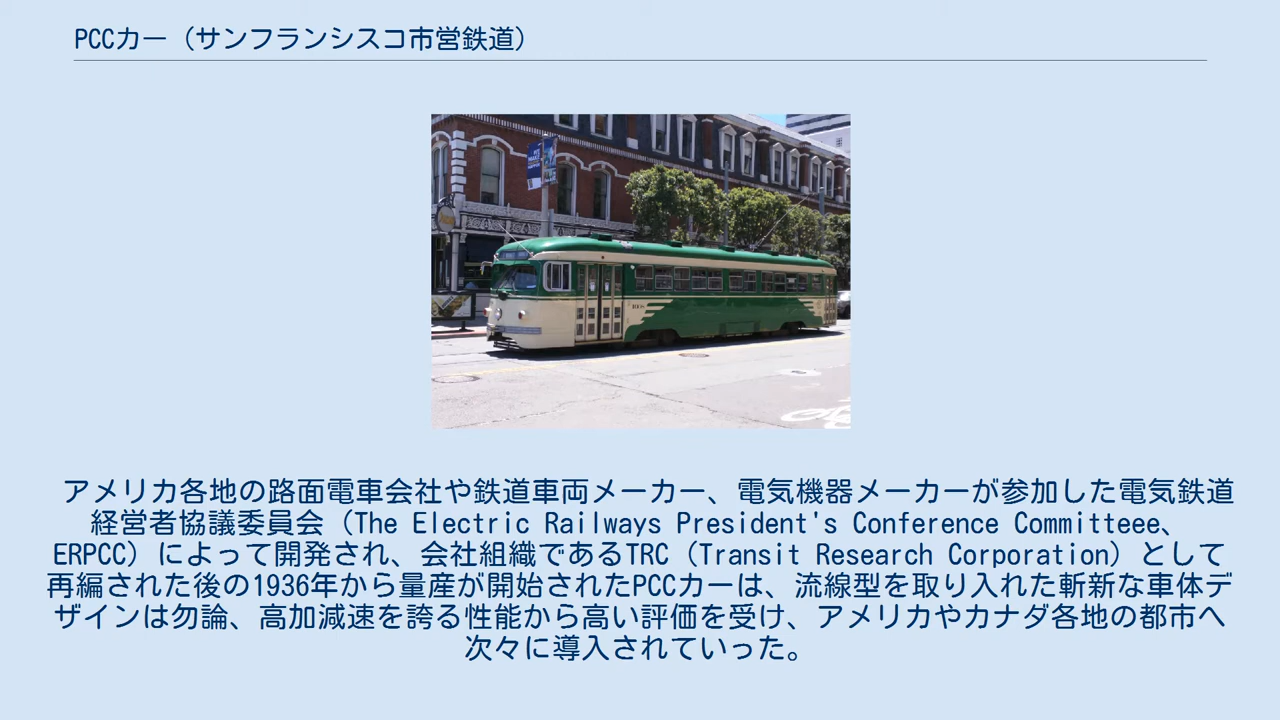 PCCカー（サンフランシスコ市営鉄道）
アメリカ各地の路面電車会社や鉄道車両メーカー、電気機器メーカーが参加した電気鉄道
経営者協議委員会（The Electric Railways President's Conference Committeee、
ERPCC）によって開発され、会社組織であるTRC（Transit Research Corporation）として
再編された後の1936年から量産が開始されたPCCカーは、流線型を取り入れた斬新な車体デ
ザインは勿論、高加減速を誇る性能から高い評価を受け、アメリカやカナダ各地の都市へ
次々に導入されていった。